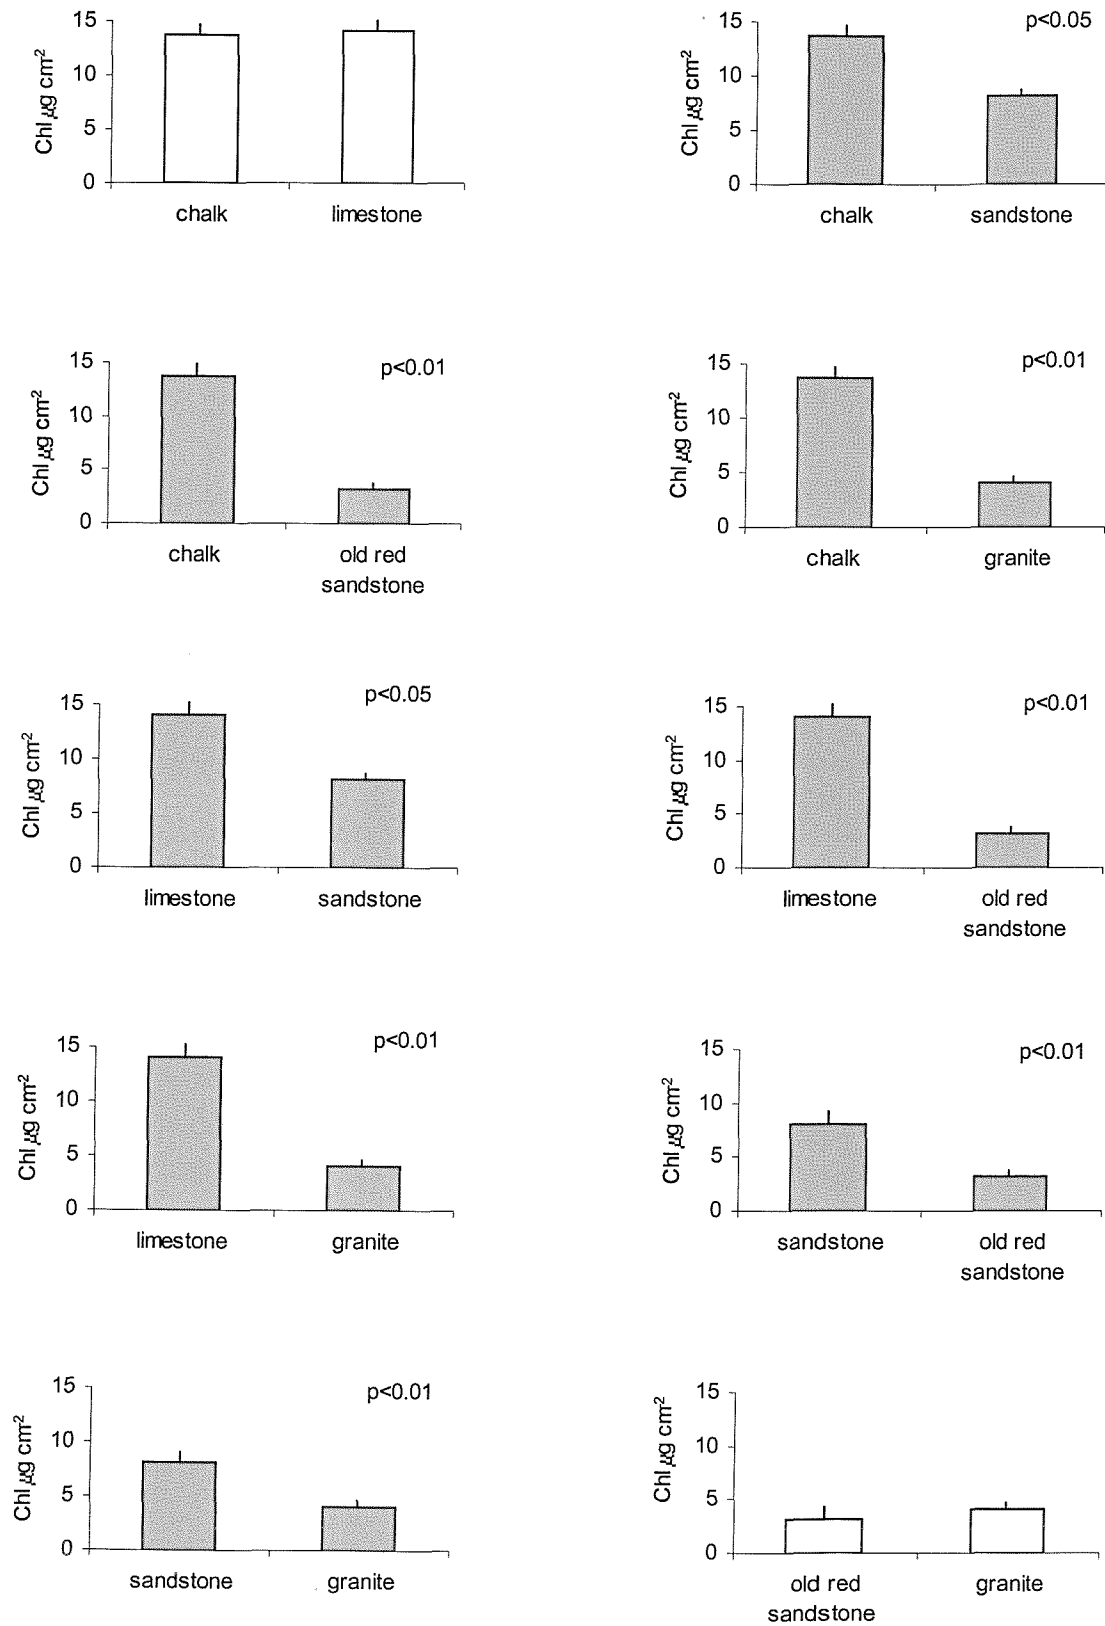 15
10
5
0
Chl µg cm²
chalk
limestone
p<0.05
15
10
5
0
Chl µg cm²
chalk
sandstone
p<0.01
15
10
5
0
Chl µg cm²
chalk
old red
sandstone
p<0.01
15
10
5
0
Chl µg cm²
chalk
granite
p<0.05
15
10
5
0
Chl µg cm²
limestone
sandstone
p<0.01
15
10
5
0
Chl µg cm²
limestone
old red
sandstone
p<0.01
15
10
5
0
Chl µg cm²
limestone
granite
p<0.01
15
10
5
0
Chl µg cm²
sandstone
old red
sandstone
p<0.01
15
10
5
0
Chl µg cm²
sandstone
granite
15
10
5
0
Chl µg cm²
old red
sandstone
granite